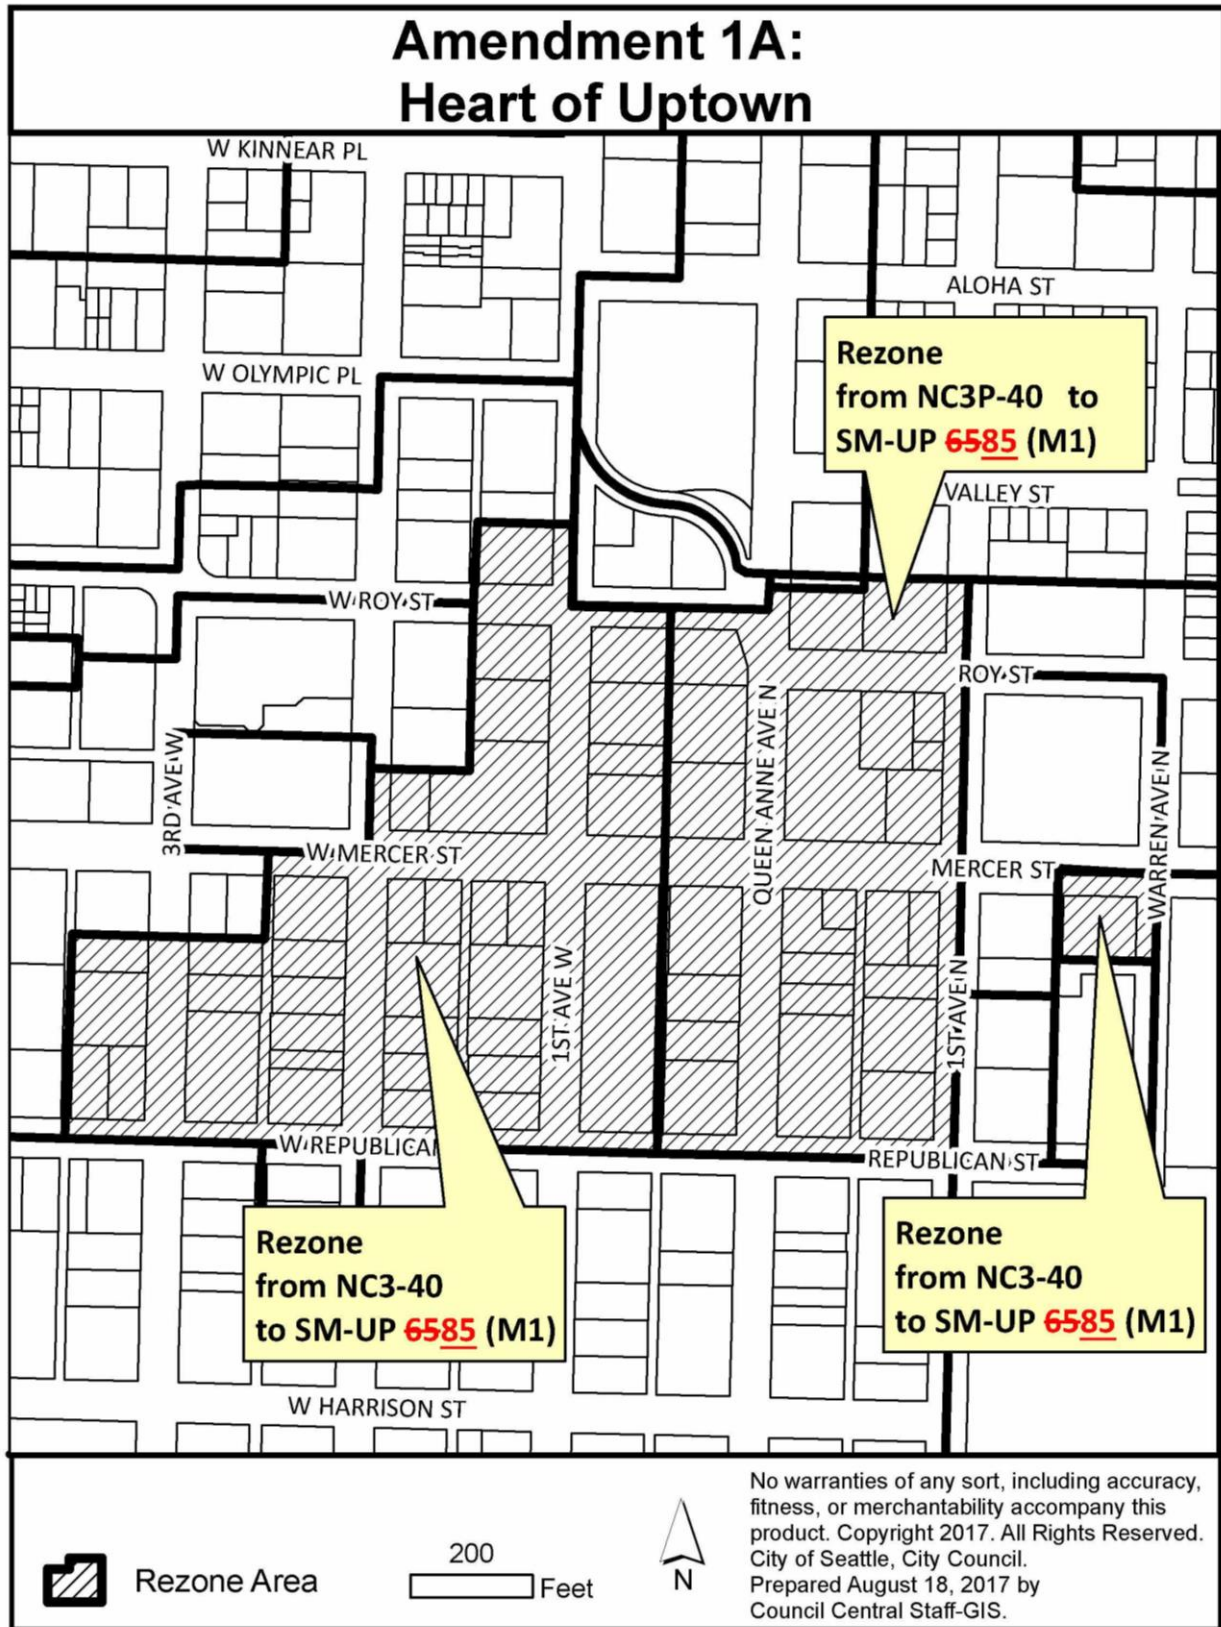 Amendment 1A:
Heart of Uptown
W KINNEAR PL
ALOHA ST
Rezone
from NC3P-40 to
SM-UP 6585 (M1)
W OLYMPIC PL
VALLEY ST
W ROY ST
ROY ST
3RD AVE W
QUEEN ANNE AVE N
WARREN AVE N
W MERCER ST
MERCER ST
1ST AVE W
1ST AVE N
W REPUBLICAN
REPUBLICAN ST
Rezone
from NC3-40
to SM-UP 6585 (M1)
Rezone
from NC3-40
to SM-UP 6585 (M1)
W HARRISON ST
Rezone Area
200
Feet
N
No warranties of any sort, including accuracy,
fitness, or merchantability accompany this
product. Copyright 2017. All Rights Reserved.
City of Seattle, City Council.
Prepared August 18, 2017 by
Council Central Staff-GIS.